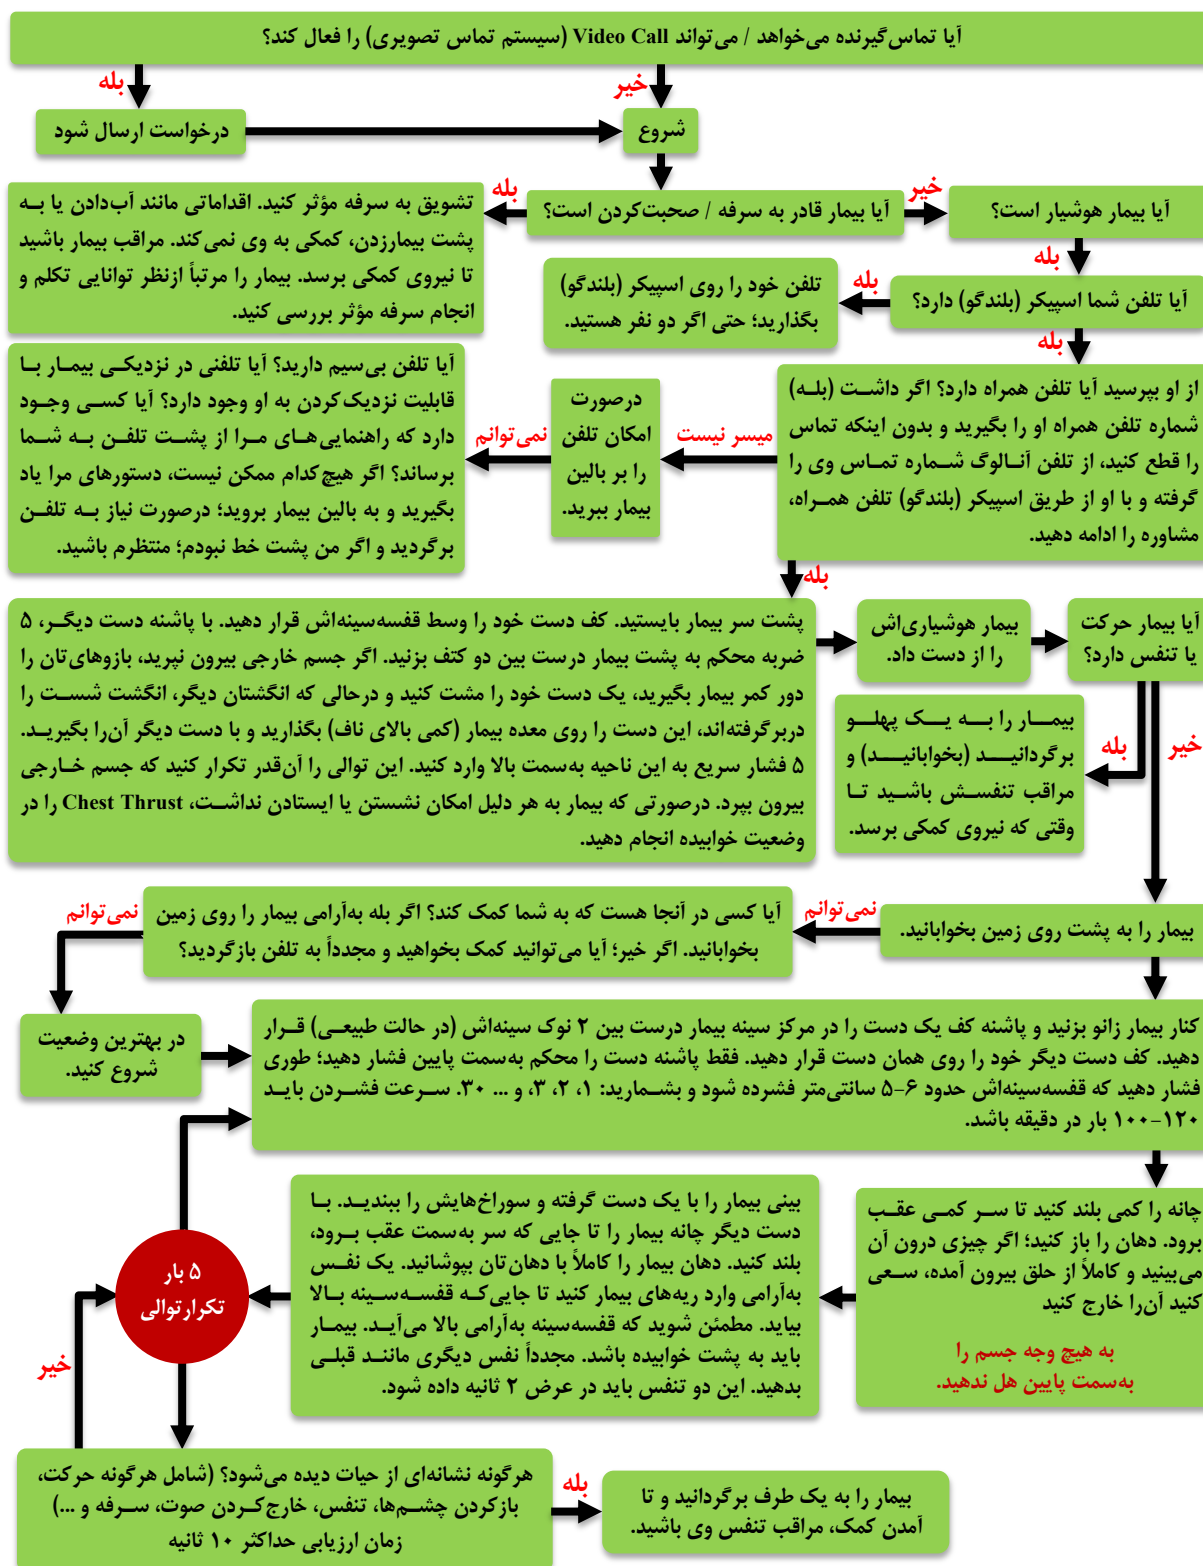 آیا تماس‌گیرنده می‌خواهد / می‌تواند Video Call (سیستم تماس تصویری) را فعال کند؟
بله
خیر
درخواست ارسال شود
شروع
آیا بیمار قادر به سرفه / صحبت‌کردن است؟
بله
تشویق به سرفه مؤثر کنید. اقداماتی مانند آب‌دادن یا به
پشت بیمارزدن، کمکی به وی نمی‌کند. مراقب بیمار باشید
تا نیروی کمکی برسد. بیمار را مرتباً ازنظر توانایی تکلم و
انجام سرفه مؤثر بررسی کنید.
خیر
آیا بیمار هوشیار است؟
بله
آیا تلفن شما اسپیکر (بلندگو) دارد؟
بله
تلفن خود را روی اسپیکر (بلندگو)
بگذارید؛ حتی اگر دو نفر هستید.
بله
از او بپرسید آیا تلفن همراه دارد؟ اگر داشت (بله)
شماره تلفن همراه او را بگیرید و بدون اینکه تماس
را قطع کنید، از تلفن آنالوگ شماره تماس وی را
گرفته و با او از طریق اسپیکر (بلندگو) تلفن همراه،
مشاوره را ادامه دهید.
میسر نیست
درصورت
امکان تلفن
را بر بالین
بیمار ببرید.
نمی‌توانم
آیا تلفن بی‌سیم دارید؟ آیا تلفنی در نزدیکی بیمار با
قابلیت نزدیک‌کردن به او وجود دارد؟ آیا کسی وجود
دارد که راهنمایی‌های مرا از پشت تلفن به شما
برساند؟ اگر هیچ‌کدام ممکن نیست، دستورهای مرا یاد
بگیرید و به بالین بیمار بروید؛ درصورت نیاز به تلفن
برگردید و اگر من پشت خط نبودم؛ منتظرم باشید.
بله
پشت سر بیمار بایستید. کف دست خود را وسط قفسه‌سینه‌اش قرار دهید. با پاشنه دست دیگر، ۵
ضربه محکم به پشت بیمار درست بین دو کتف بزنید. اگر جسم خارجی بیرون نپرید، بازوهای‌تان را
دور کمر بیمار بگیرید، یک دست خود را مشت کنید و درحالی که انگشتان دیگر، انگشت شست را
دربرگرفته‌اند، این دست را روی معده بیمار (کمی بالای ناف) بگذارید و با دست دیگر آن‌را بگیرید.
۵ فشار سریع به این ناحیه به‌سمت بالا وارد کنید. این توالی را آن‌قدر تکرار کنید که جسم خارجی
بیرون بپرد. درصورتی که بیمار به هر دلیل امکان نشستن یا ایستادن نداشت، Chest Thrust را در
وضعیت خوابیده انجام دهید.
بیمار هوشیاری‌اش
را از دست داد.
آیا بیمار حرکت
یا تنفس دارد؟
بله
بیمار را به یک پهلو
برگردانید (بخوابانید) و
مراقب تنفسش باشید تا
وقتی که نیروی کمکی برسد.
خیر
بیمار را به پشت روی زمین بخوابانید.
نمی‌توانم
آیا کسی در آنجا هست که به شما کمک کند؟ اگر بله به‌آرامی بیمار را روی زمین
بخوابانید. اگر خیر؛ آیا می‌توانید کمک بخواهید و مجدداً به تلفن بازگردید؟
نمی‌توانم
در بهترین وضعیت
شروع کنید.
کنار بیمار زانو بزنید و پاشنه کف یک دست را در مرکز سینه بیمار درست بین ۲ نوک سینه‌اش (در حالت طبیعی) قرار
دهید. کف دست دیگر خود را روی همان دست قرار دهید. فقط پاشنه دست را محکم به‌سمت پایین فشار دهید؛ طوری
فشار دهید که قفسه‌سینه‌اش حدود ۶-۵ سانتی‌متر فشرده شود و بشمارید: ۱، ۲، ۳، و ... ۳۰. سرعت فشردن باید
۱۲۰-۱۰۰ بار در دقیقه باشد.
چانه را کمی بلند کنید تا سر کمی عقب
برود. دهان را باز کنید؛ اگر چیزی درون آن
می‌بینید و کاملاً از حلق بیرون آمده، سعی
کنید آن‌را خارج کنید
به هیچ وجه جسم را
به‌سمت پایین هل ندهید.
بینی بیمار را با یک دست گرفته و سوراخ‌هایش را ببندید. با
دست دیگر چانه بیمار را تا جایی که سر به‌سمت عقب برود،
بلند کنید. دهان بیمار را کاملاً با دهان‌تان بپوشانید. یک نفس
به‌آرامی وارد ریه‌های بیمار کنید تا جایی‌که قفسه‌سینه بالا
بیاید. مطمئن شوید که قفسه‌سینه به‌آرامی بالا می‌آید. بیمار
باید به پشت خوابیده باشد. مجدداً نفس دیگری مانند قبلی
بدهید. این دو تنفس باید در عرض ۲ ثانیه داده شود.
۵ بار
تکرارتوالی
خیر
هرگونه نشانه‌ای از حیات دیده می‌شود؟ (شامل هرگونه حرکت،
بازکردن چشم‌ها، تنفس، خارج‌کردن صوت، سرفه و ...)
زمان ارزیابی حداکثر ۱۰ ثانیه
بله
بیمار را به یک طرف برگردانید و تا
آمدن کمک، مراقب تنفس وی باشید.